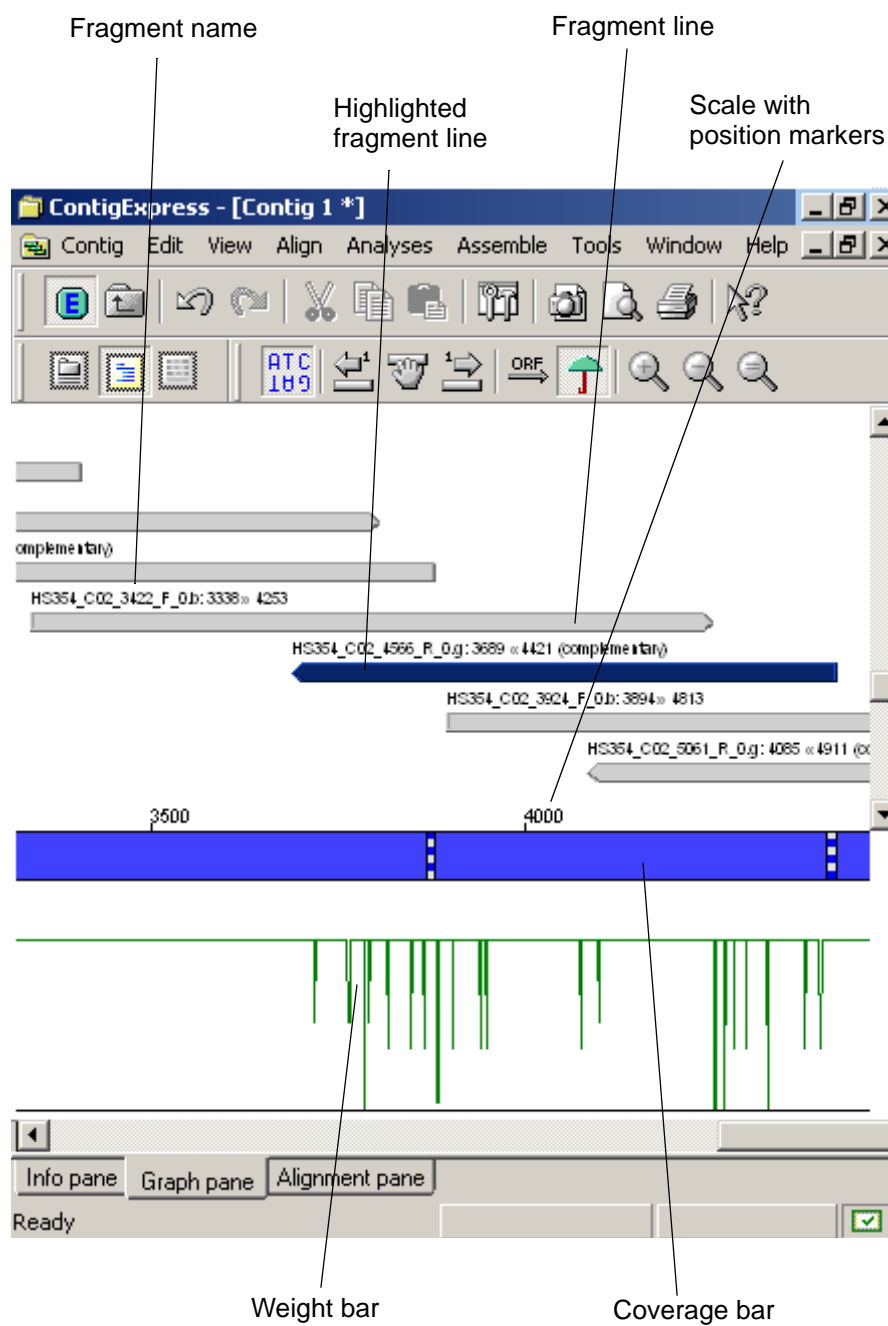 Fragment name
Fragment line
Highlighted
fragment line
Scale with
position markers
ContigExpress - [Contig 1 *]
Contig Edit View Align Analyses Assemble Tools Window Help
E
ATC
ORF
omplementary)
HS354_C02_3422_F_0.b: 3338» 4253
HS354_C02_4566_R_0.g: 3689 «4421 (complementary)
HS354_C02_3924_F_0.b: 3894» 4813
HS354_C02_5061_R_0.g: 4085 «4911 (co
3500 4000
Info pane Graph pane Alignment pane
Ready
Weight bar
Coverage bar